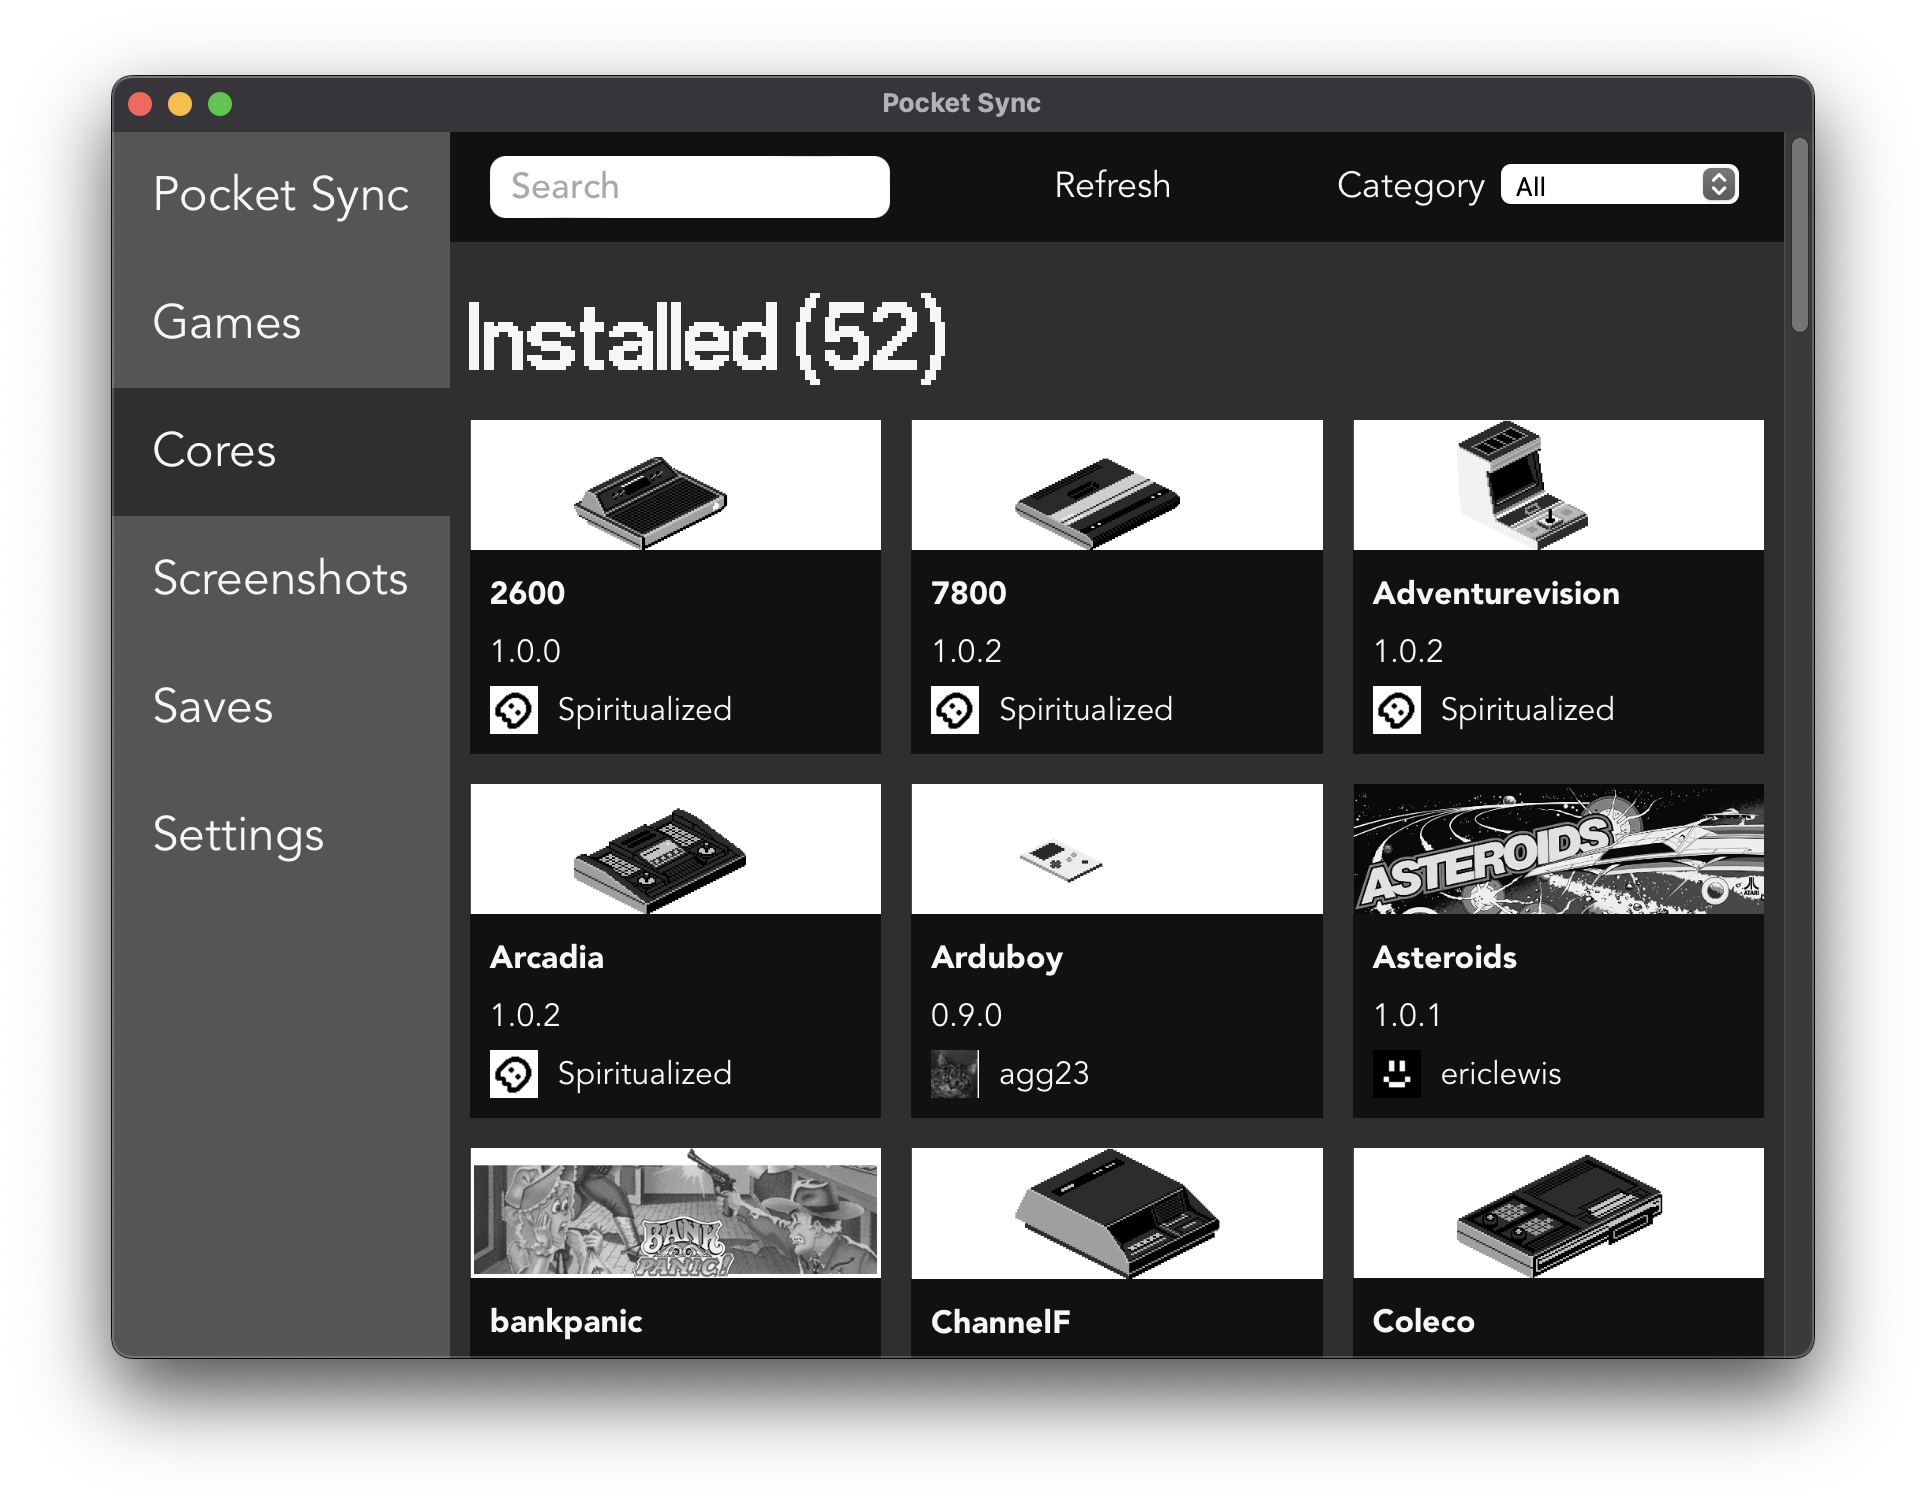 Pocket Sync
Pocket Sync
Games
Cores
Screenshots
Saves
Settings
Search
Refresh
Category All
Installed (52)
2600
1.0.0
Spiritualized
7800
1.0.2
Spiritualized
Adventurevision
1.0.2
Spiritualized
Arcadia
1.0.2
Spiritualized
Arduboy
0.9.0
agg23
ASTEROIDS
ATARI
Asteroids
1.0.1
ericlewis
BANK
PANIC!
bankpanic
ChannelF
Coleco